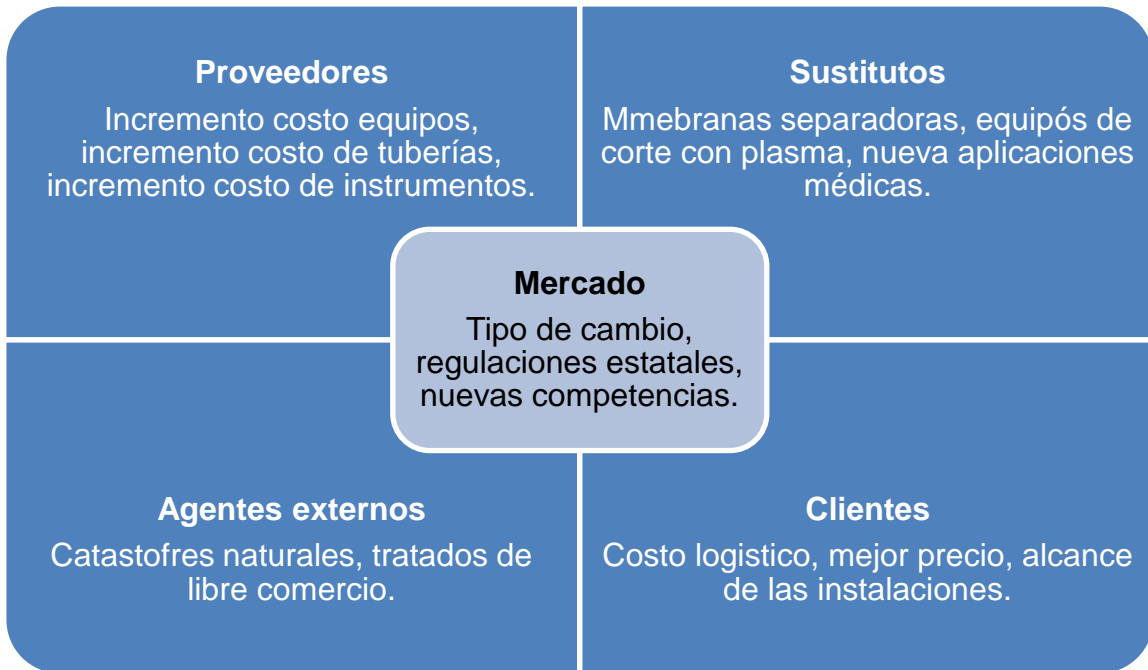 Proveedores
Incremento costo equipos,
incremento costo de tuberías,
incremento costo de instrumentos.
Sustitutos
Mmebranas separadoras, equipós de
corte con plasma, nueva aplicaciones
médicas.
Mercado
Tipo de cambio,
regulaciones estatales,
nuevas competencias.
Agentes externos
Catastofres naturales, tratados de
libre comercio.
Clientes
Costo logistico, mejor precio, alcance
de las instalaciones.